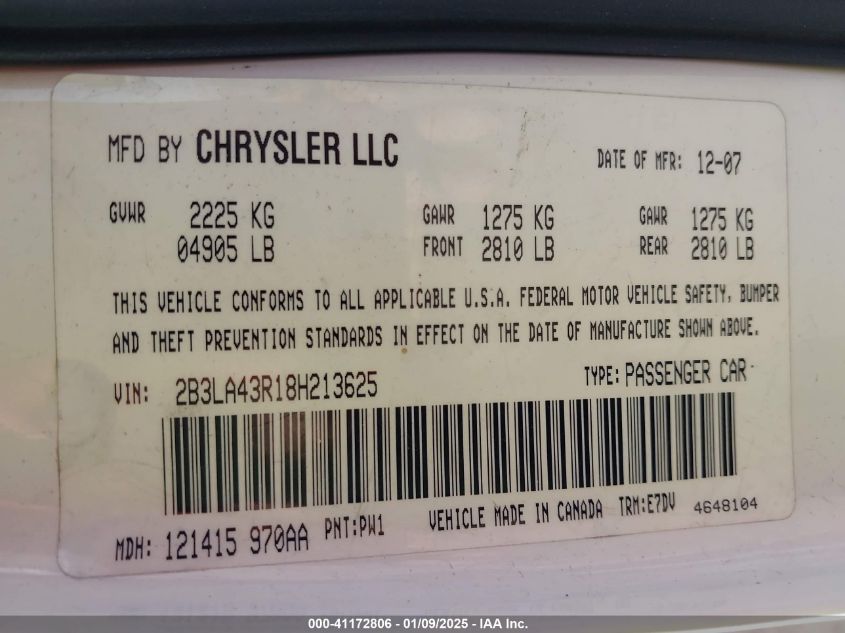 MFD BY CHRYSLER LLC DATE OF MFR: 12-07
GVWR 2225 KG GAWR 1275 KG GAWR 1275 KG
04905 LB FRONT 2810 LB REAR 2810 LB
THIS VEHICLE CONFORMS TO ALL APPLICABLE U.S.A. FEDERAL MOTOR VEHICLE SAFETY, BUMPER
AND THEFT PREVENTION STANDARDS IN EFFECT ON THE DATE OF MANUFACTURE SHOWN ABOVE.
VIN: 2B3LA43R18H213625 TYPE: PASSENGER CAR
MDH: 121415 970AA PNT:PW1 VEHICLE MADE IN CANADA TRM:E7DV 4648104
000-41172806 - 01/09/2025 - IAA Inc.